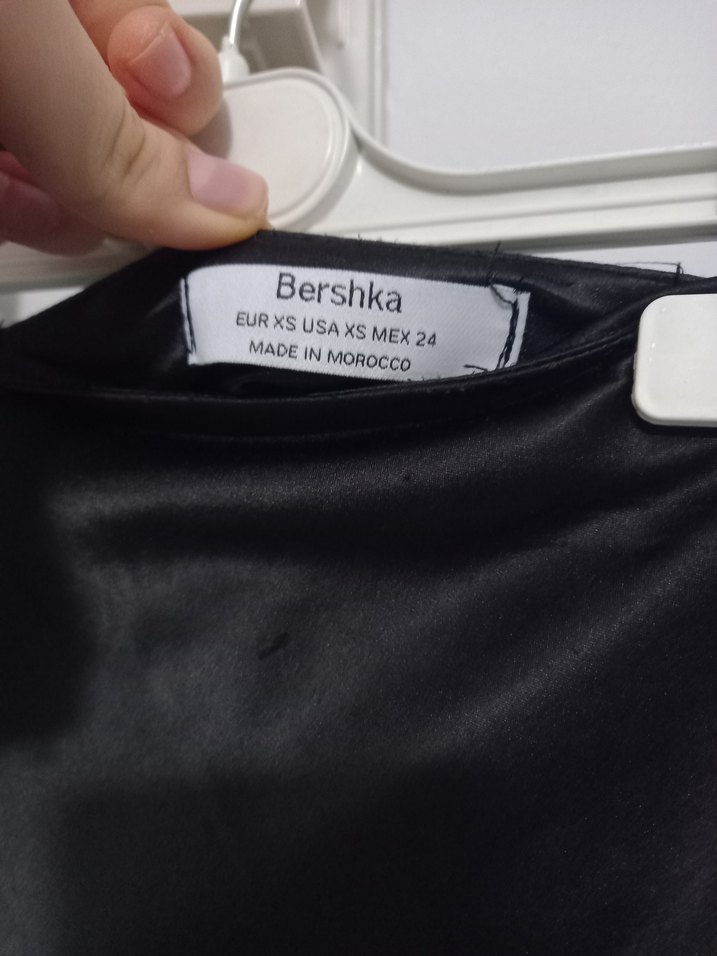 Bershka
EUR XS USA XS MEX 24
MADE IN MOROCCO